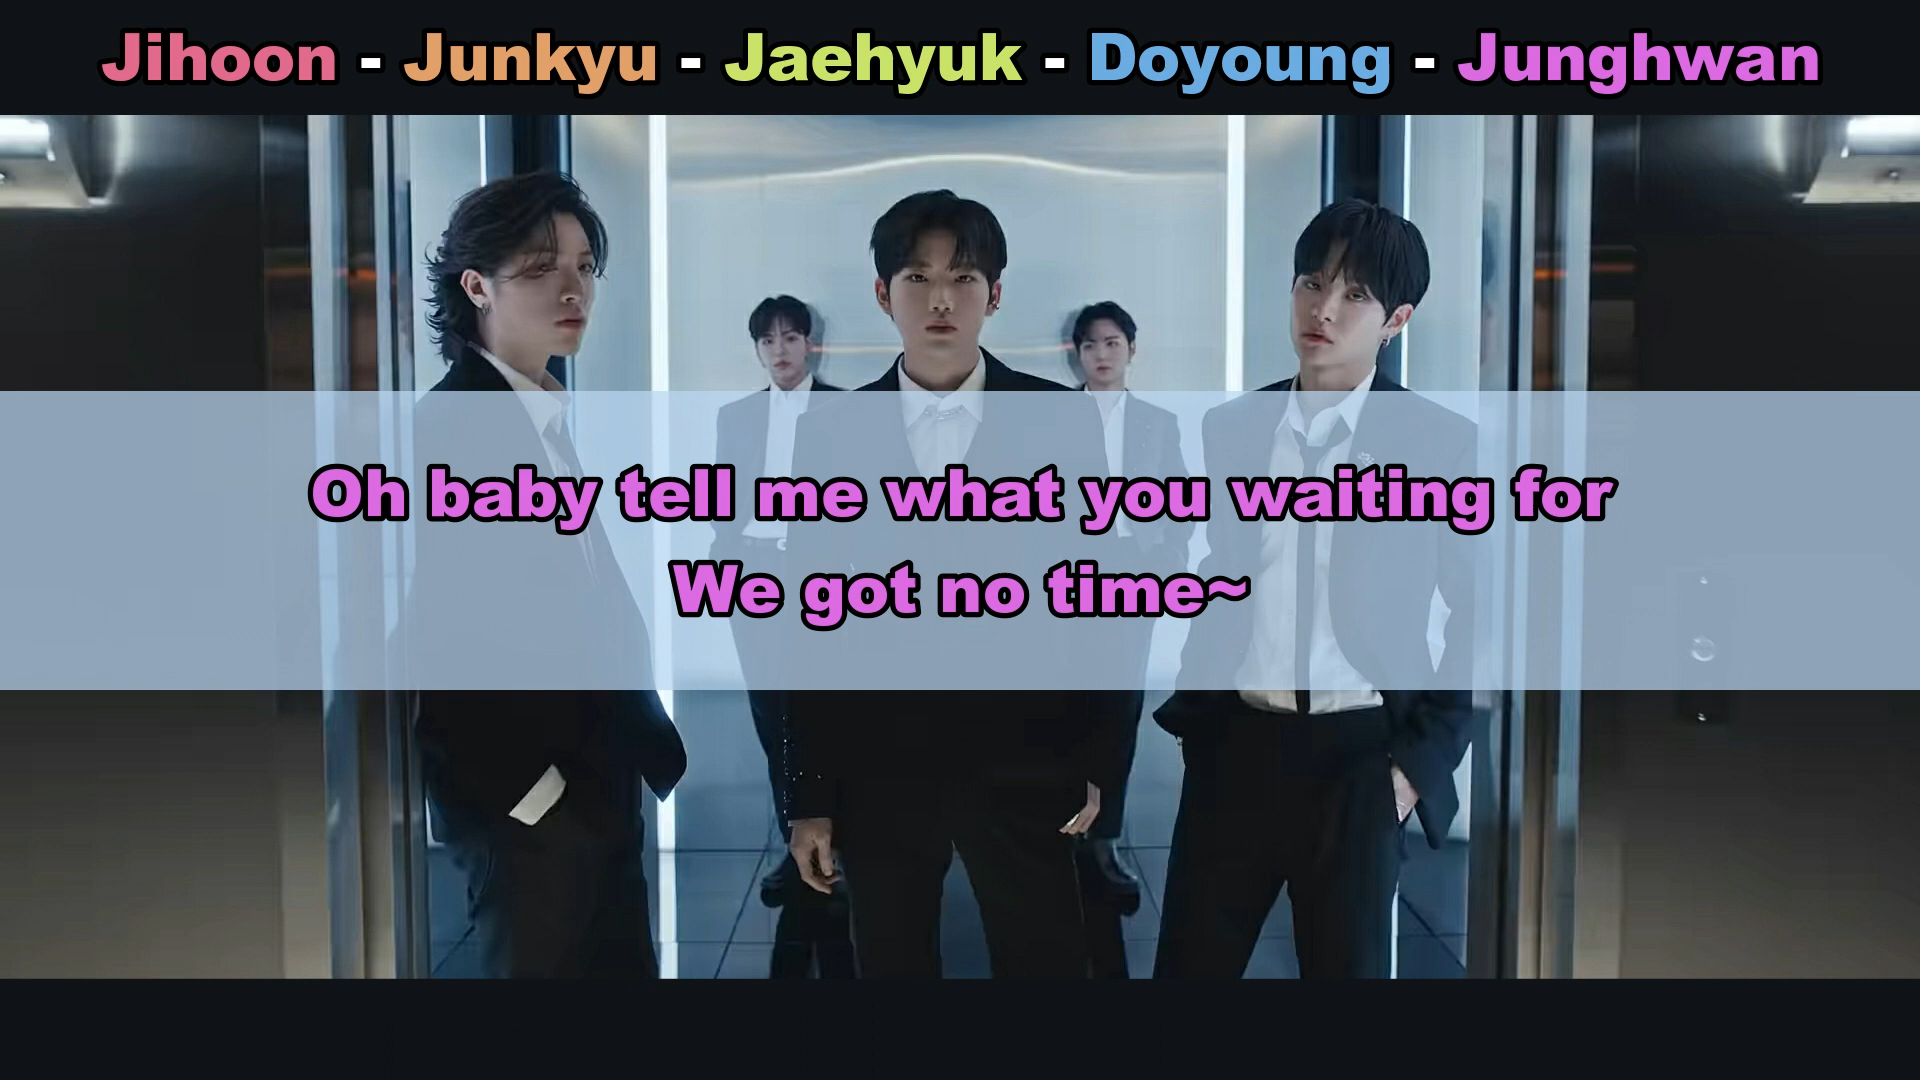 Jihoon - Junkyu - Jaehyuk - Doyoung - Junghwan
Oh baby tell me what you waiting for
We got no time~